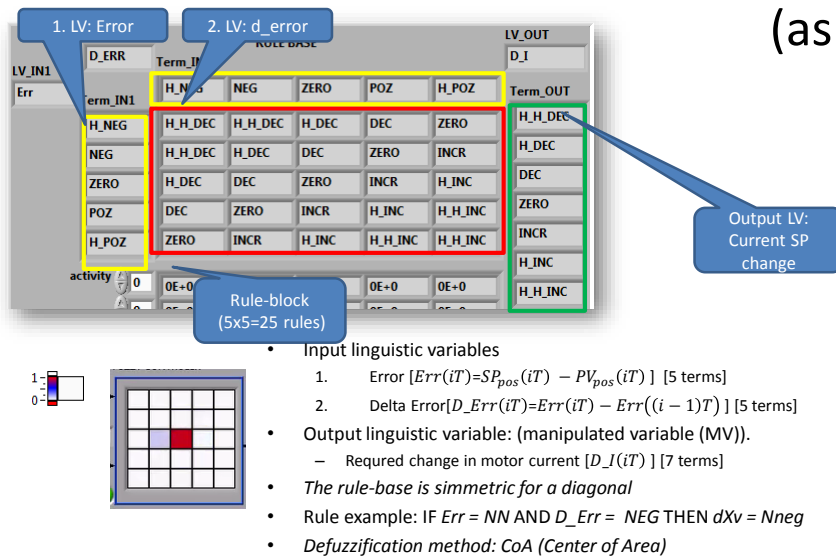 (as
1. LV: Error
2. LV: d_error
LV_OUT
D_ERR
BASE
D_I
LV_IN1
Err
H_NEG NEG ZERO POZ H_POZ
Term_OUT
H_NEG H_H_DEC H_H_DEC H_DEC DEC ZERO H_H_DEC
NEG H_H_DEC H_DEC DEC ZERO INCR H_DEC
ZERO H_DEC DEC ZERO INCR H_INC DEC
POZ DEC ZERO INCR H_INC H_H_INC ZERO
H_POZ ZERO INCR H_INC H_H_INC H_H_INC INCR
H_INC
H_H_INC
Output LV:
Current SP
change
activity 0 0E+0 0E+0 0E+0
Rule-block
(5x5=25 rules)
1
0
• Input linguistic variables
1. Error [Err(iT)=SP_pos(iT) − PV_pos(iT) ] [5 terms]
2. Delta Error[D_Err(iT)=Err(iT) − Err((i − 1)T) ] [5 terms]
• Output linguistic variable: (manipulated variable (MV)).
– Requred change in motor current [D_I(iT) ] [7 terms]
• The rule-base is simmetric for a diagonal
• Rule example: IF Err = NN AND D_Err = NEG THEN dXv = Nneg
• Defuzzification method: CoA (Center of Area)